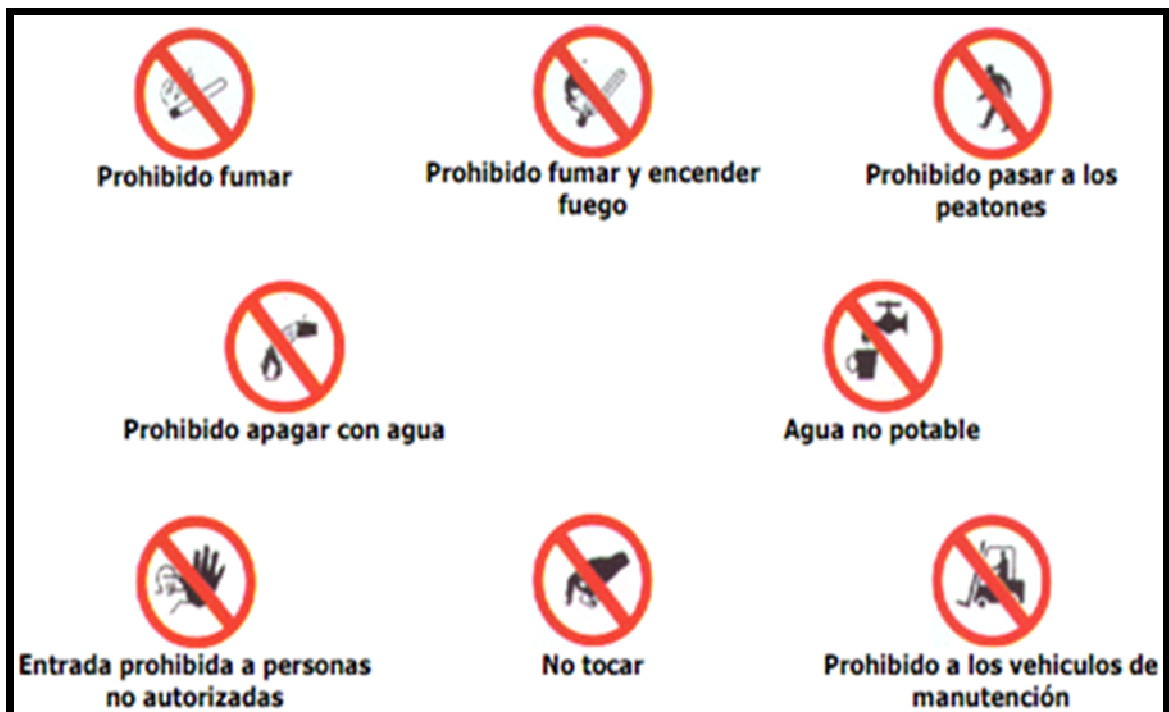 Prohibido fumar
Prohibido fumar y encender
fuego
Prohibido pasar a los
peatones
Prohibido apagar con agua
Agua no potable
Entrada prohibida a personas
no autorizadas
No tocar
Prohibido a los vehiculos de
manutención